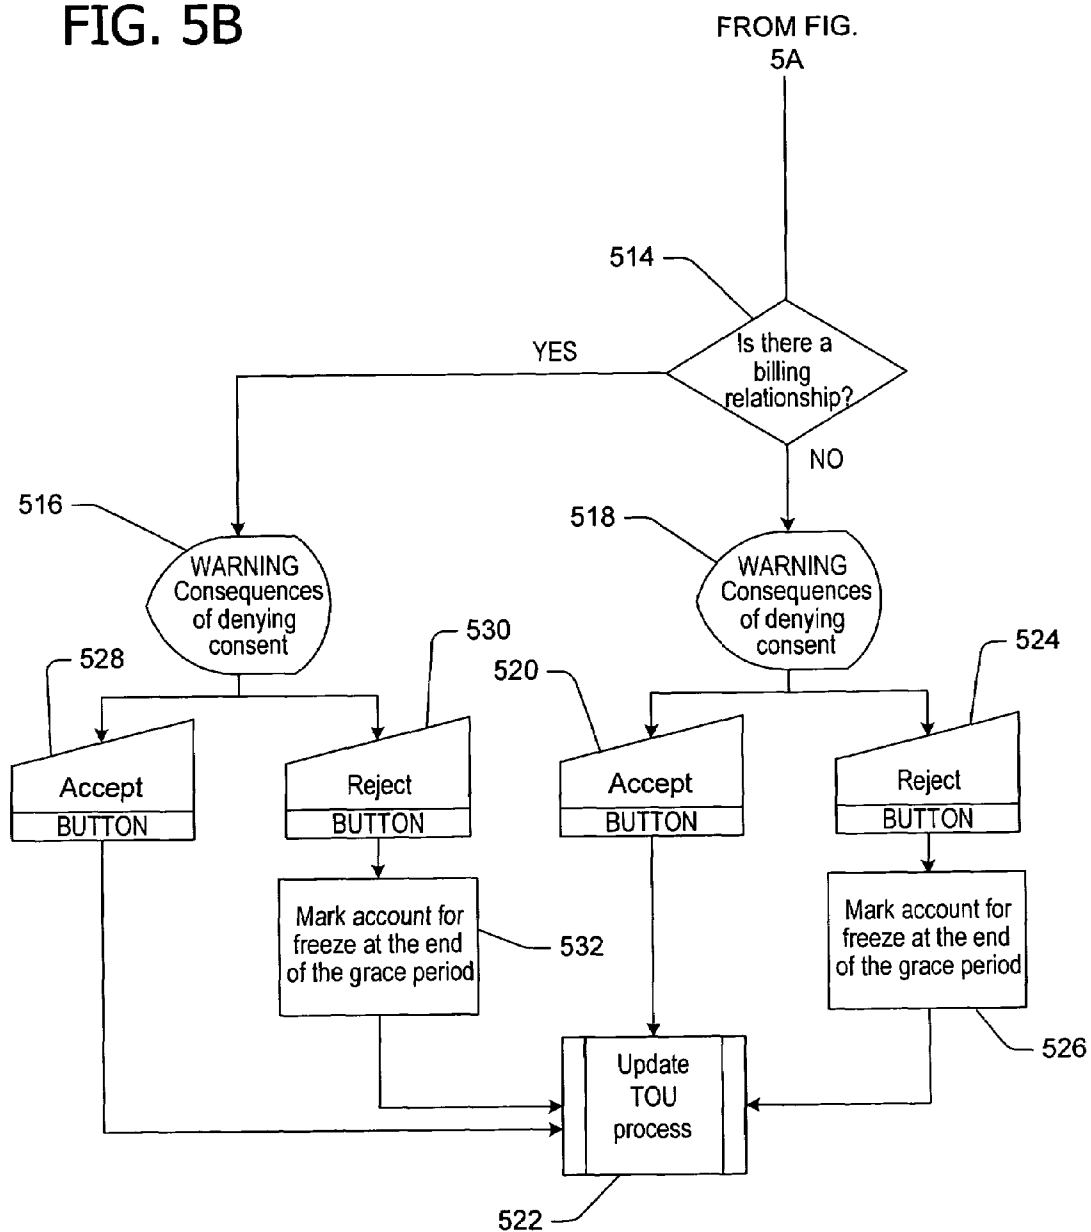 FIG. 5B
FROM FIG.
5A
514
Is there a
billing
relationship?
YES
NO
516
WARNING
Consequences
of denying
consent
518
WARNING
Consequences
of denying
consent
528
Accept
BUTTON
530
Reject
BUTTON
520
Accept
BUTTON
524
Reject
BUTTON
Mark account for
freeze at the end
of the grace period
532
Mark account for
freeze at the end
of the grace period
526
Update
TOU
process
522